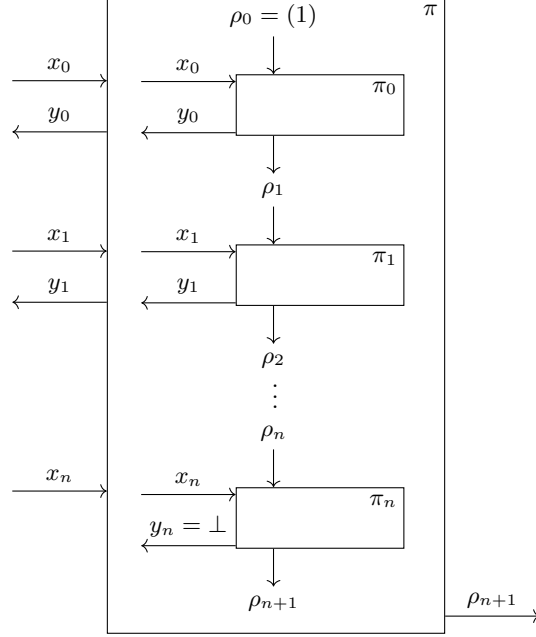 ρ₀ = (1) π
x₀ x₀ π₀
y₀ y₀
ρ₁
x₁ x₁ π₁
y₁ y₁
ρ₂
⋮
ρₙ
xₙ xₙ πₙ
yₙ = ⊥
ρₙ₊₁ ρₙ₊₁